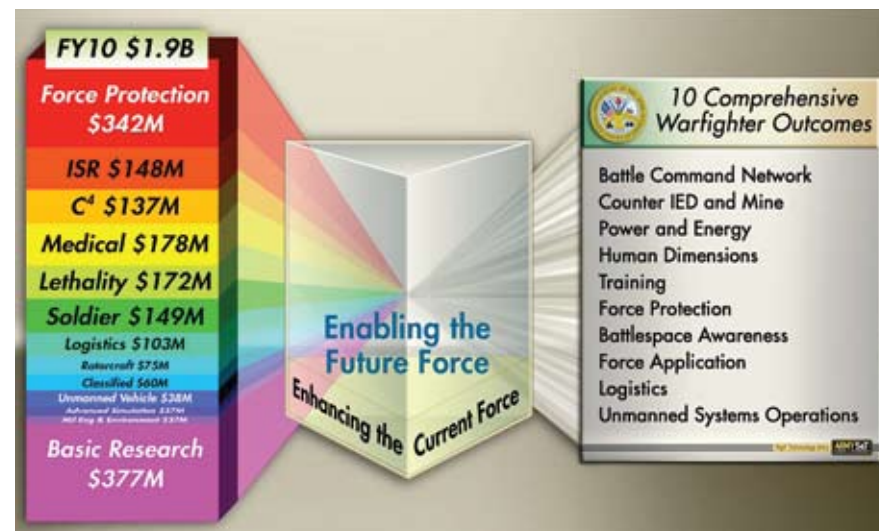 FY10 $1.9B
Force Protection
$342M
ISR $148M
C⁴ $137M
Medical $178M
Lethality $172M
Soldier $149M
Logistics $103M
Rotorcraft $75M
Classified $60M
Unmanned Vehicle $38M
Advanced Simulation $37M
Mil Eng & Environment $37M
Basic Research
$377M
Enabling the
Future Force
Enhancing the Current Force
10 Comprehensive
Warfighter Outcomes
Battle Command Network
Counter IED and Mine
Power and Energy
Human Dimensions
Training
Force Protection
Battlespace Awareness
Force Application
Logistics
Unmanned Systems Operations